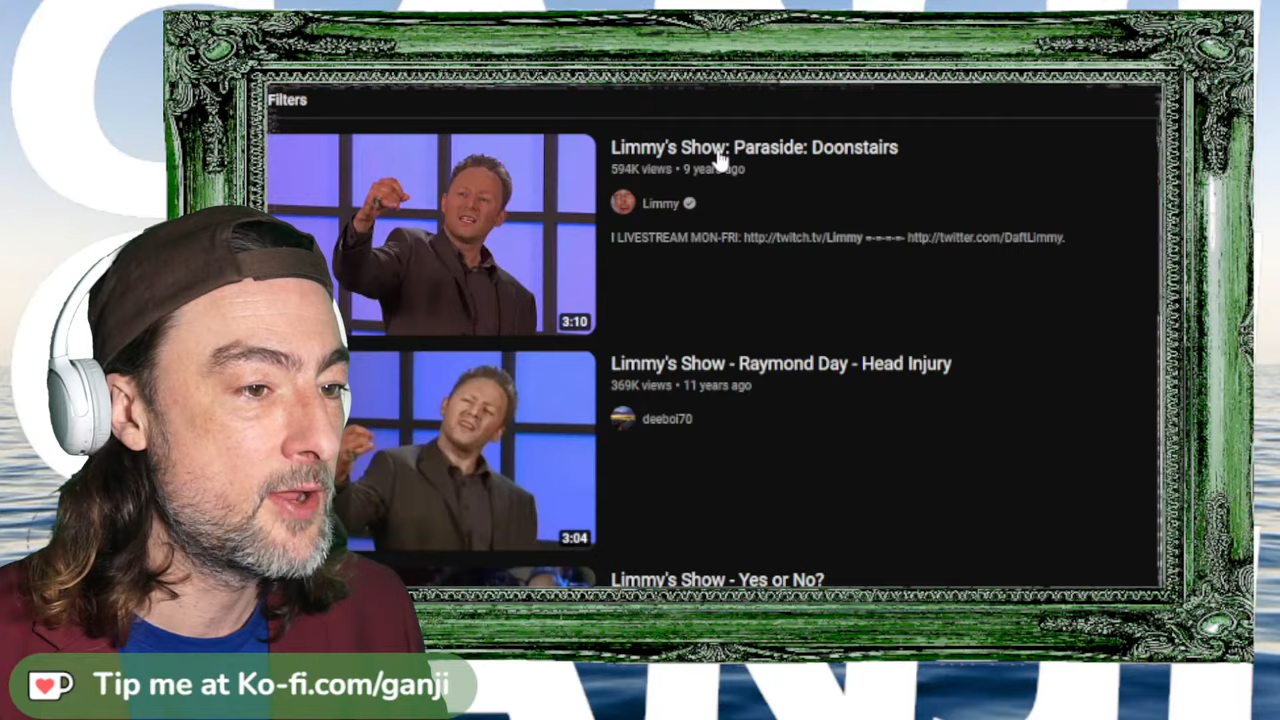 Filters
Limmy's Show: Paraside: Doonstairs
594K views • 9 years ago
Limmy
I LIVESTREAM MON-FRI: http://twitch.tv/Limmy =-=-=-=- http://twitter.com/DaftLimmy.
3:10
Limmy's Show - Raymond Day - Head Injury
369K views • 11 years ago
deeboi70
3:04
Limmy's Show - Yes or No?
Tip me at Ko-fi.com/ganji